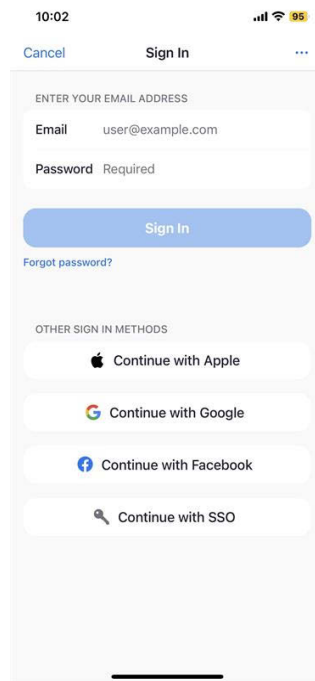 10:02
95
Cancel
Sign In
...
ENTER YOUR EMAIL ADDRESS
Email user@example.com
Password Required
Sign In
Forgot password?
OTHER SIGN IN METHODS
Continue with Apple
Continue with Google
Continue with Facebook
Continue with SSO